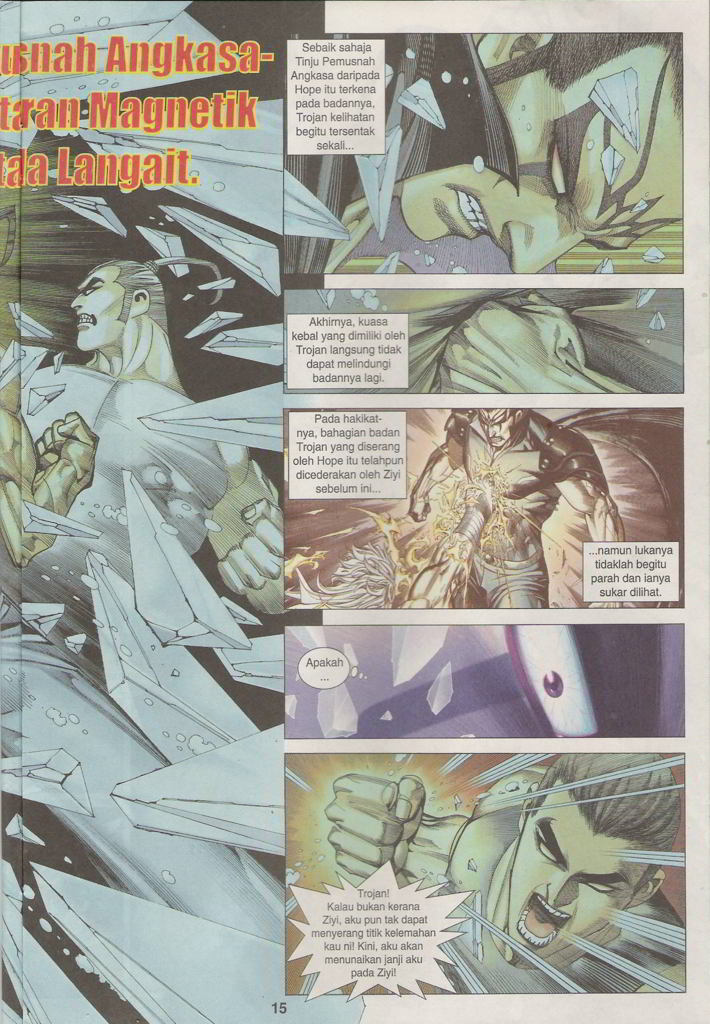 Angkasa-
Magnetik
Langait.
Sebaik sahaja
Tinju Pemusnah
Angkasa daripada
Hope itu terkena
pada badannya,
Trojan kelihatan
begitu tersentak
sekali...
Akhirnya, kuasa
kebal yang dimiliki oleh
Trojan langsung tidak
dapat melindungi
badannya lagi.
Pada hakikat-
nya, bahagian badan
Trojan yang diserang
oleh Hope itu telahpun
dicederakan oleh Ziyi
sebelum ini...
...namun lukanya
tidaklah begitu
parah dan ianya
sukar dilihat.
Apakah
...
Trojan!
Kalau bukan kerana
Ziyi, aku pun tak dapat
menyerang titik kelemahan
kau ni! Kini, aku akan
menunaikan janji aku
pada Ziyi!
15